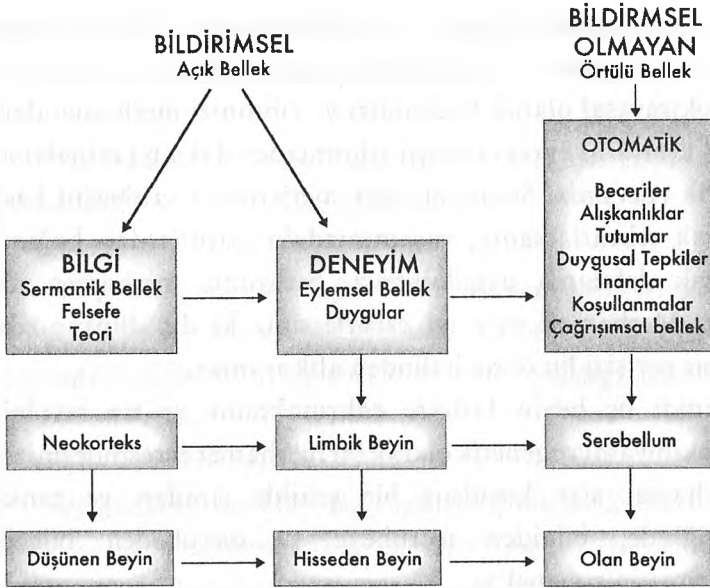 BİLDİRİMSEL
Açık Bellek
BİLDİRMSEL
OLMAYAN
Örtülü Bellek
OTOMATİK
Beceriler
Alışkanlıklar
Tutumlar
Duygusal Tepkiler
İnançlar
Koşullanmalar
Çağrışımsal bellek
BİLGİ
Sermantik Bellek
Felsefe
Teori
DENEYİM
Eylemsel Bellek
Duygular
Neokorteks
Limbik Beyin
Serebellum
Düşünen Beyin
Hisseden Beyin
Olan Beyin